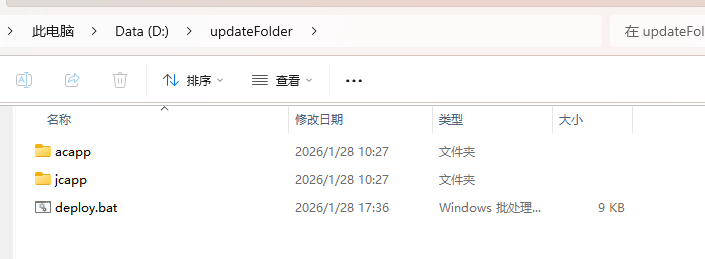 此电脑 > Data (D:) > updateFolder > 在 updateFol
排序 查看 •••
名称 修改日期 类型 大小
acapp 2026/1/28 10:27 文件夹
jcapp 2026/1/28 10:27 文件夹
deploy.bat 2026/1/28 17:36 Windows 批处理... 9 KB